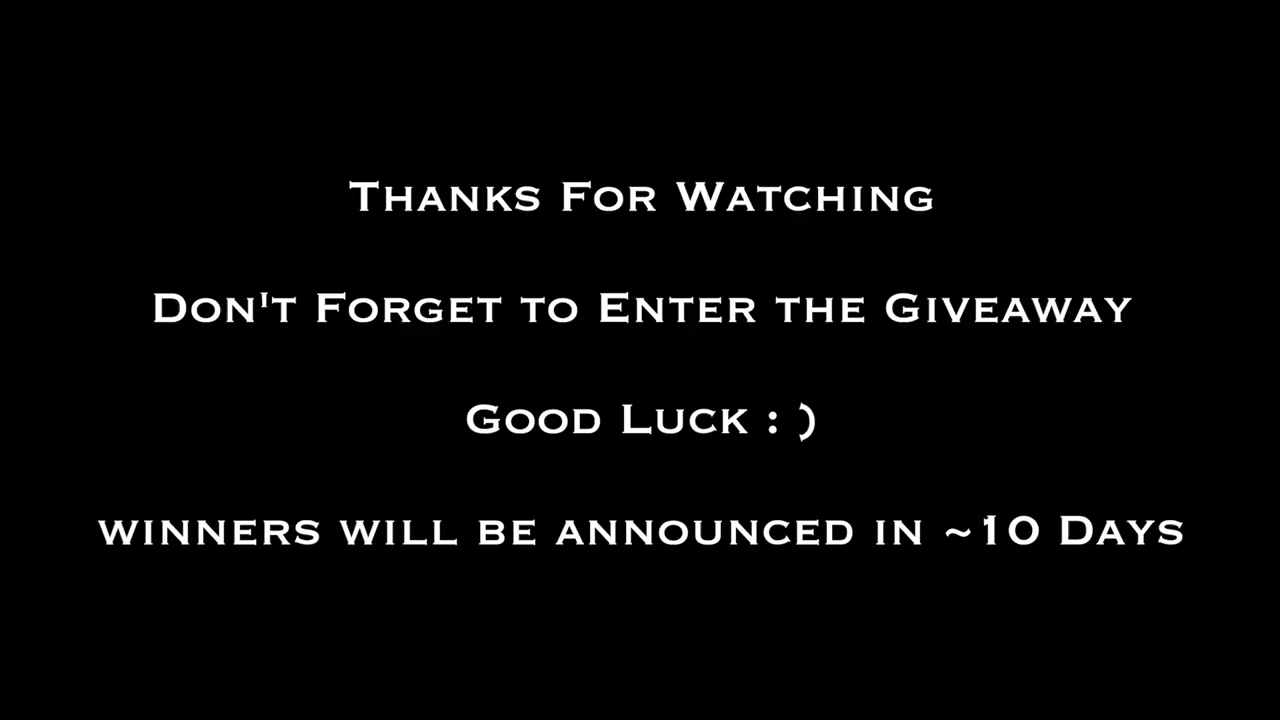 Thanks For Watching
Don't Forget to Enter the Giveaway
Good Luck : )
winners will be announced in ~10 Days